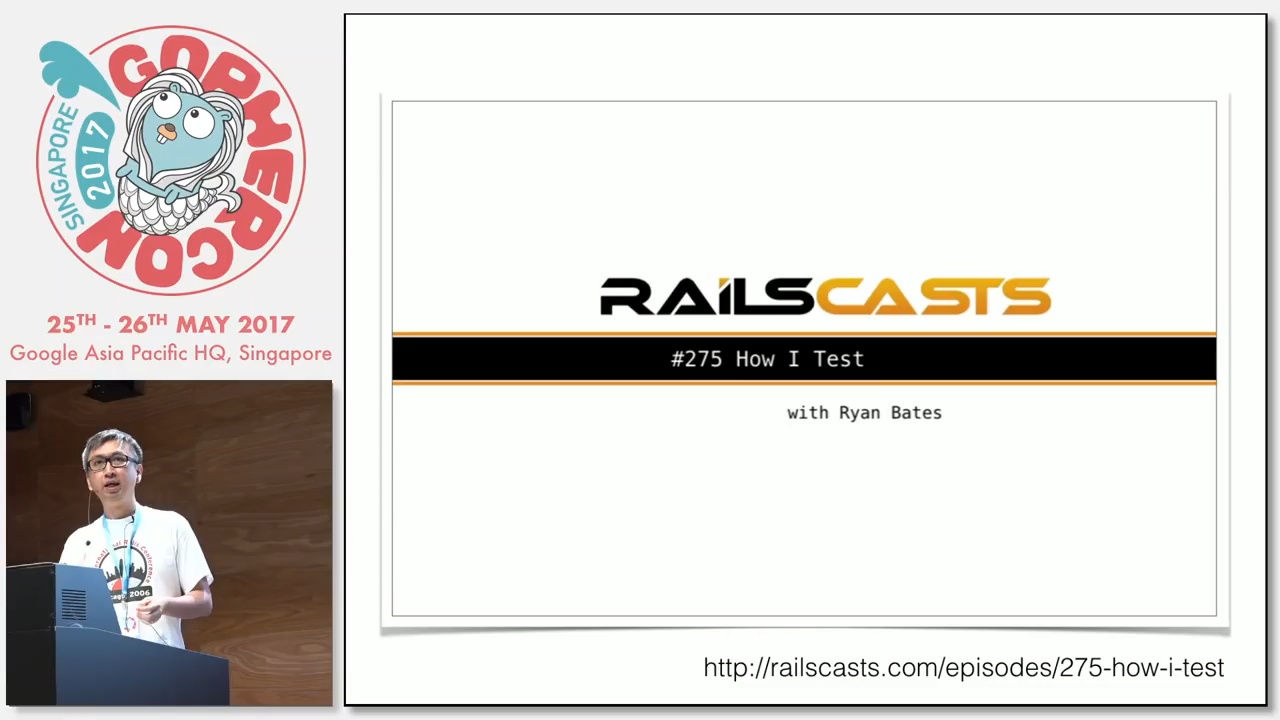 GOPHERCON
SINGAPORE
2017
25TH - 26TH MAY 2017
Google Asia Pacific HQ, Singapore
RAILSCASTS
#275 How I Test
with Ryan Bates
http://railscasts.com/episodes/275-how-i-test
2006